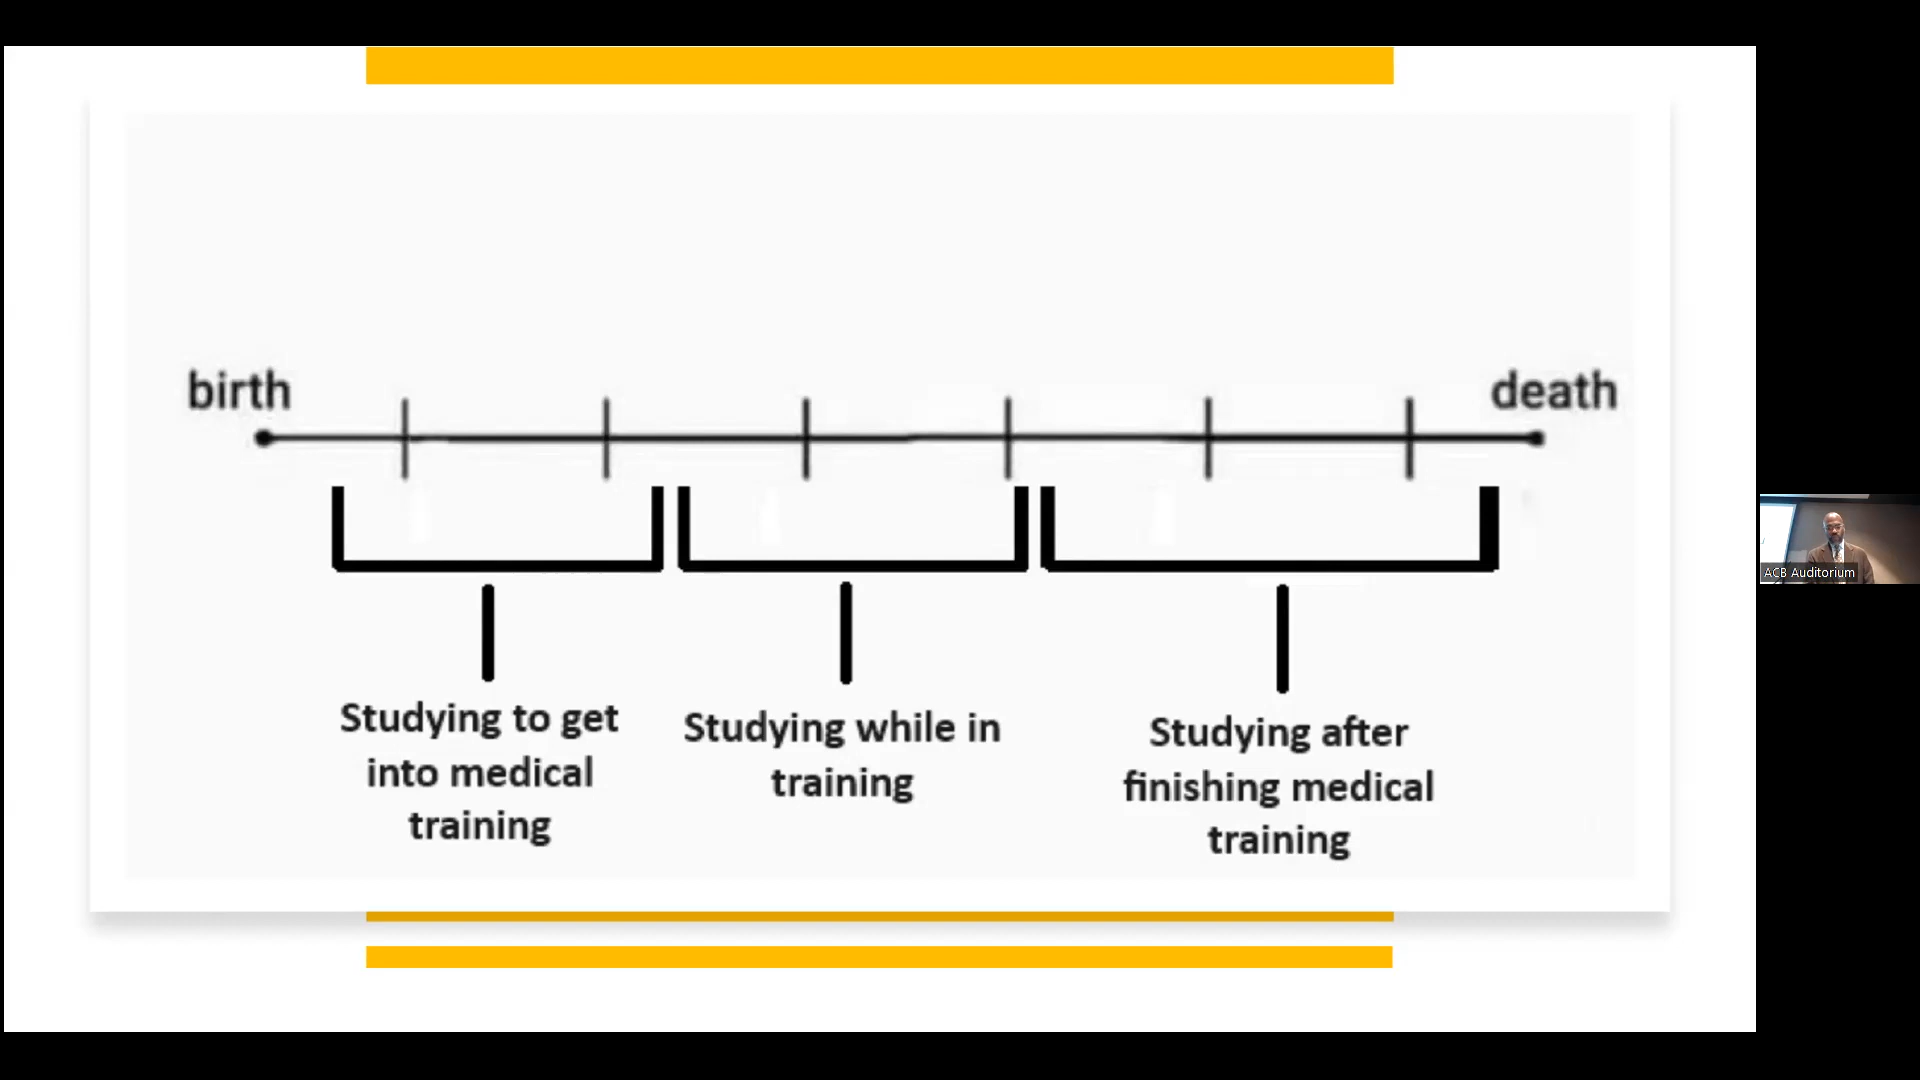 birth
death
Studying to get
into medical
training
Studying while in
training
Studying after
finishing medical
training
ACB Auditorium